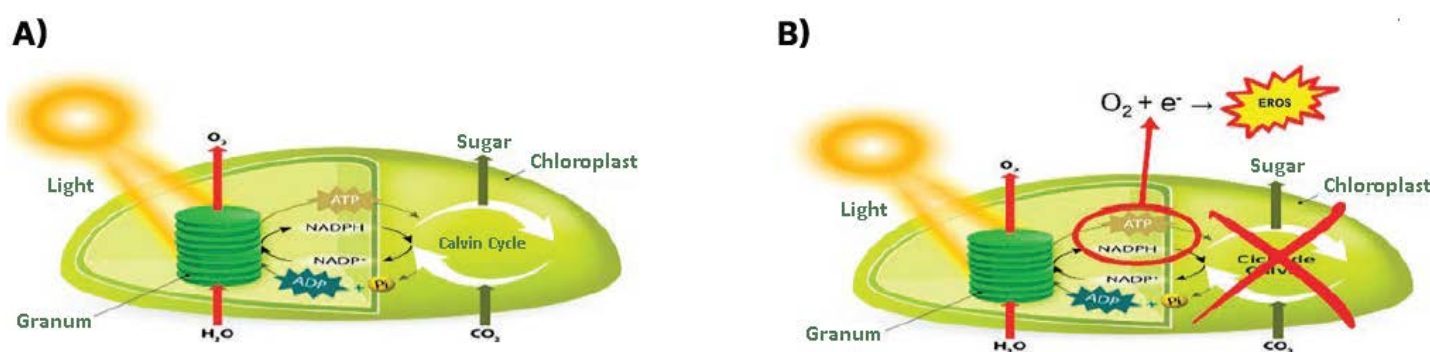 A)
O₂
Sugar
Chloroplast
Light
ATP
NADPH
Calvin Cycle
NADP⁺
ADP + Pi
Granum
H₂O
CO₂
B)
O₂ + e⁻ → EROS
O₂
Sugar
Chloroplast
Light
ATP
NADPH
NADP⁺
ADP + Pi
Granum
H₂O
CO₂